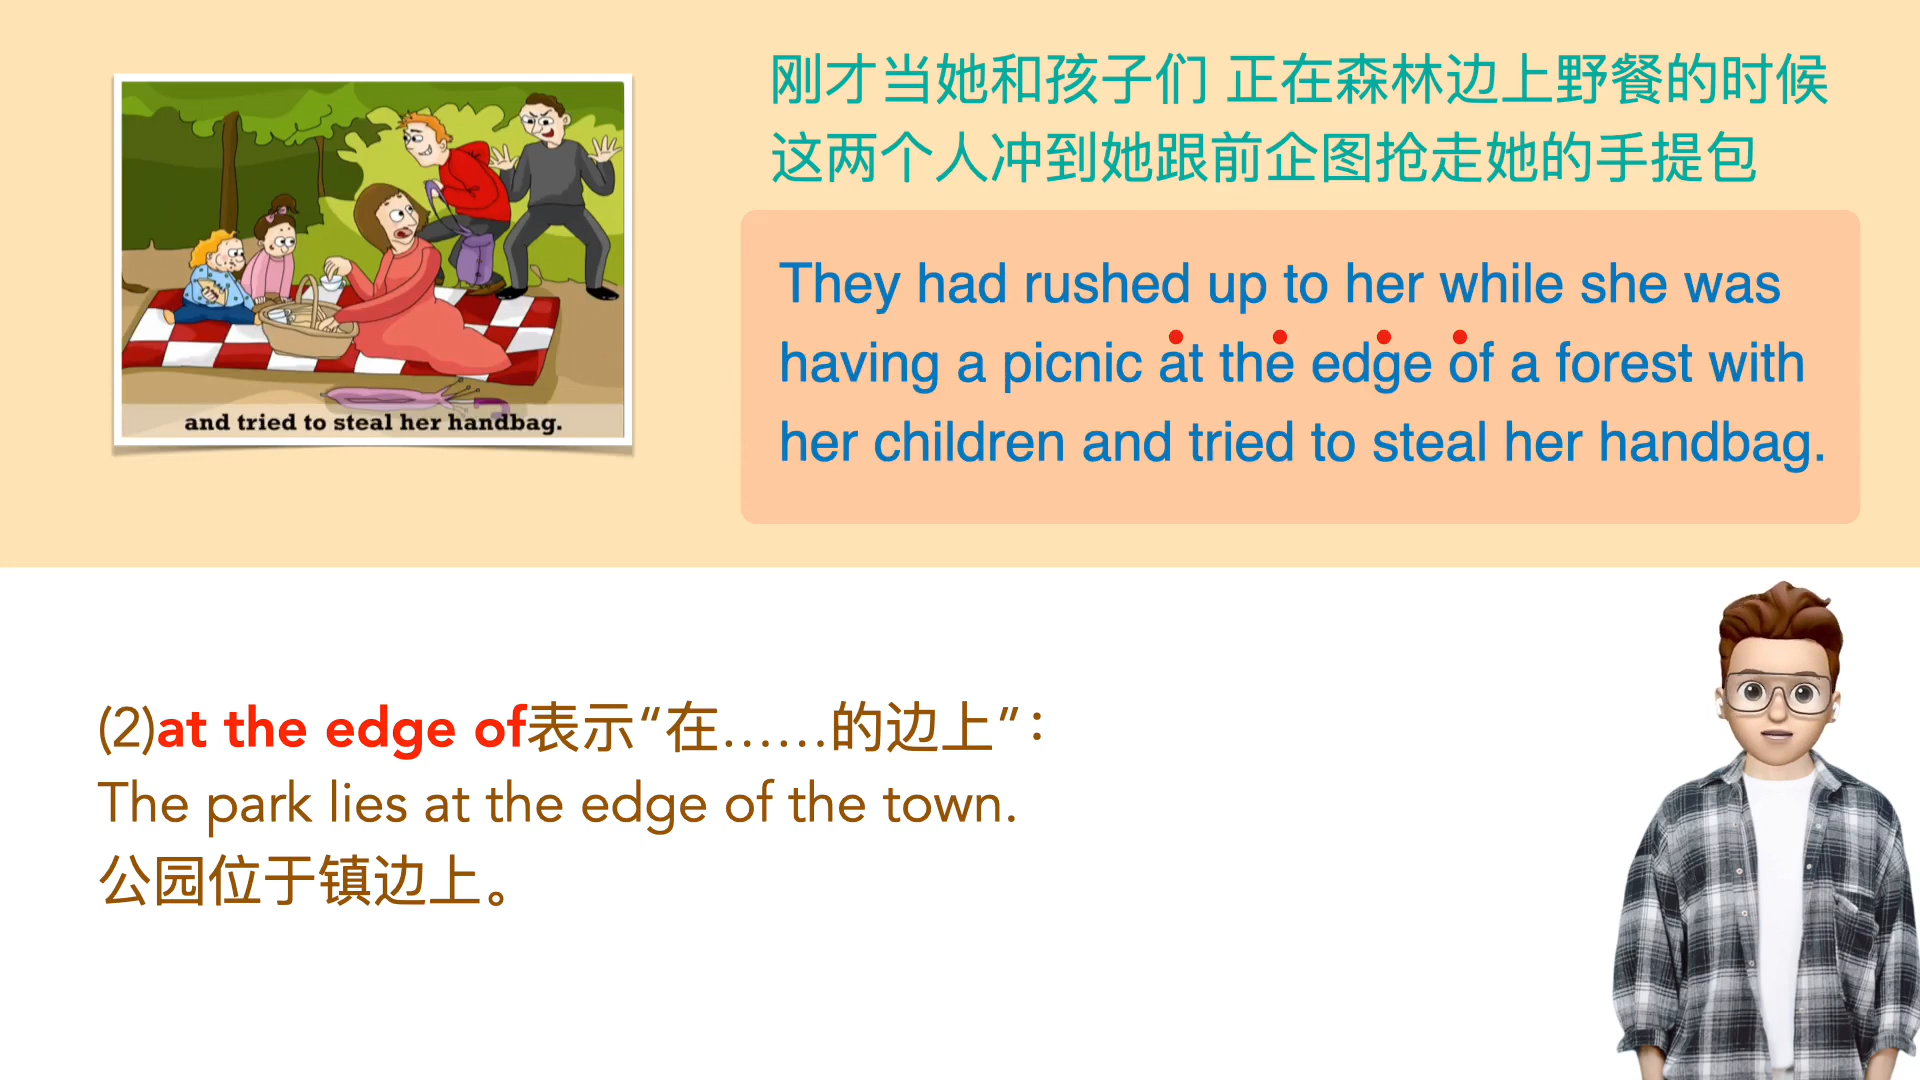 刚才当她和孩子们 正在森林边上野餐的时候
这两个人冲到她跟前企图抢走她的手提包
and tried to steal her handbag.
They had rushed up to her while she was
having a picnic at the edge of a forest with
her children and tried to steal her handbag.
(2)at the edge of表示“在……的边上”：
The park lies at the edge of the town.
公园位于镇边上。